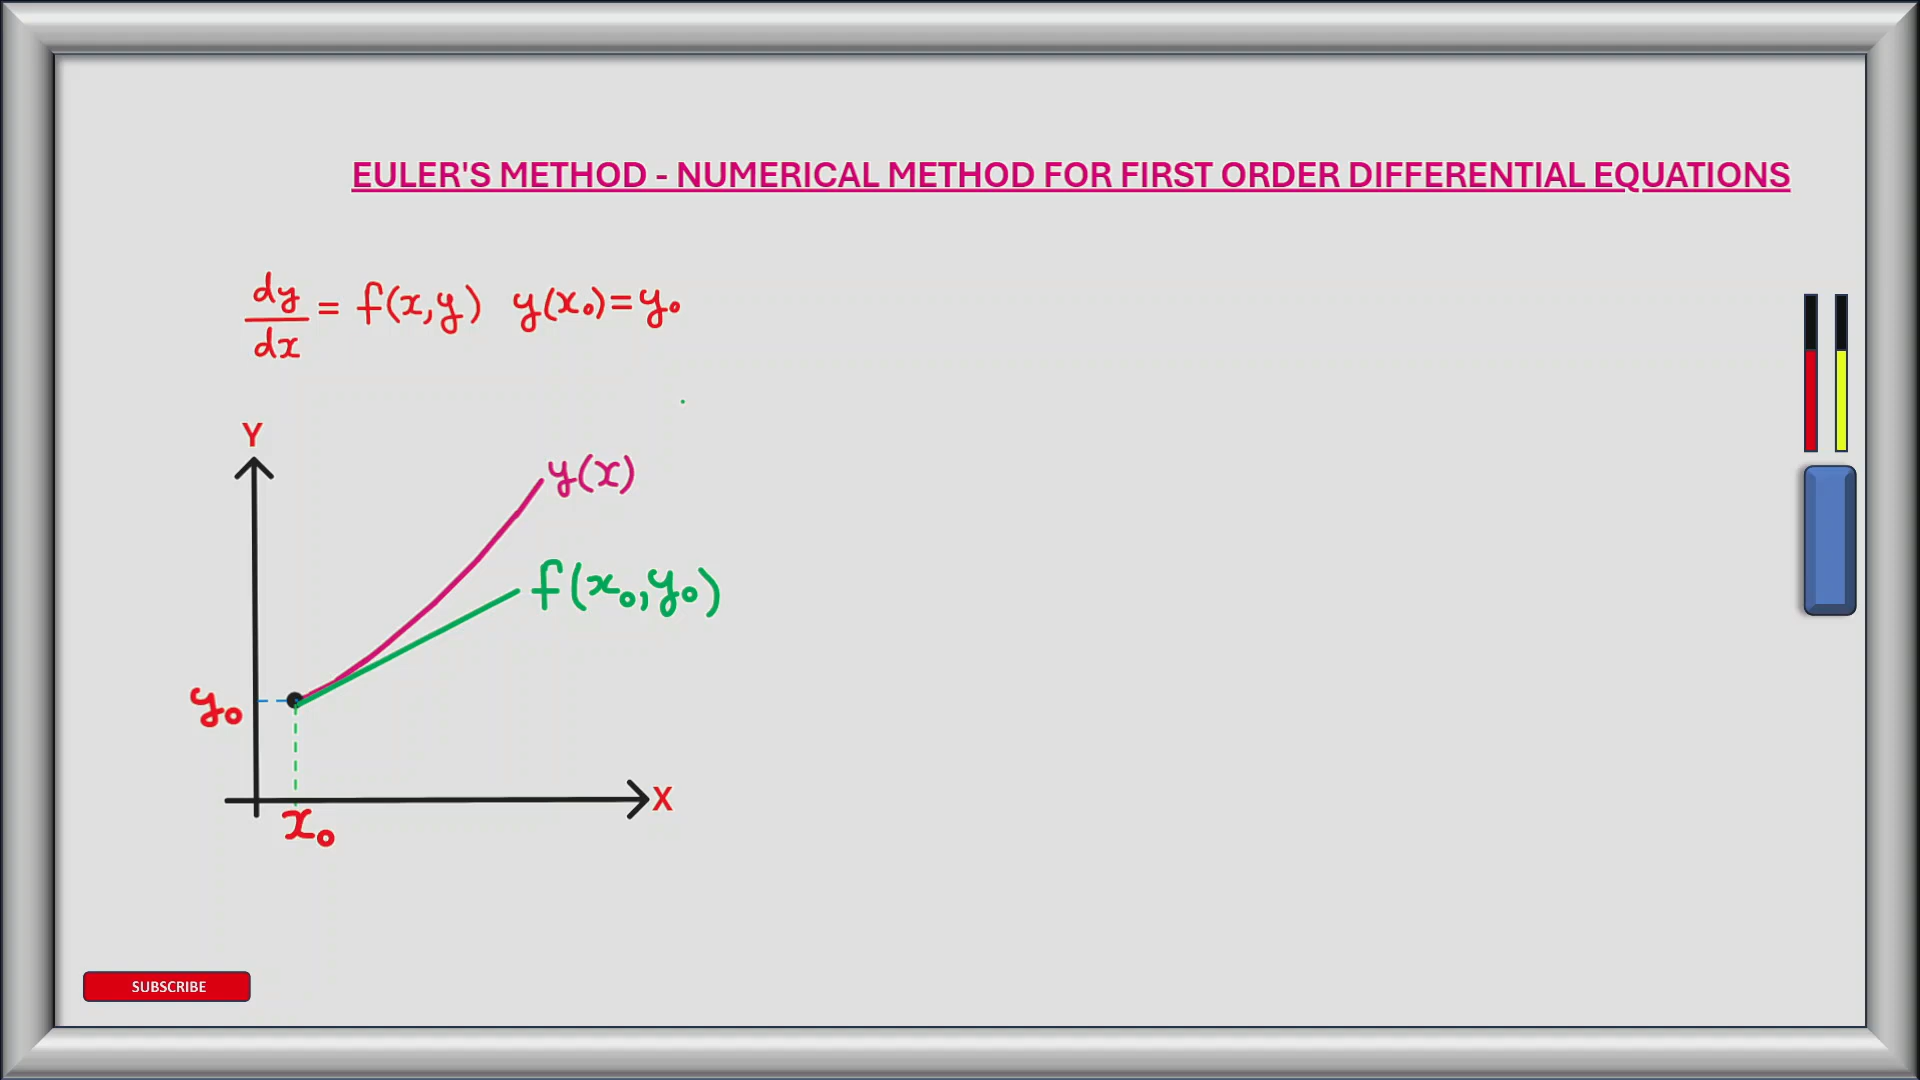 EULER'S METHOD - NUMERICAL METHOD FOR FIRST ORDER DIFFERENTIAL EQUATIONS
dy/dx = f(x,y) y(x₀)=y₀
Y
y(x)
f(x₀,y₀)
y₀
X
x₀
SUBSCRIBE